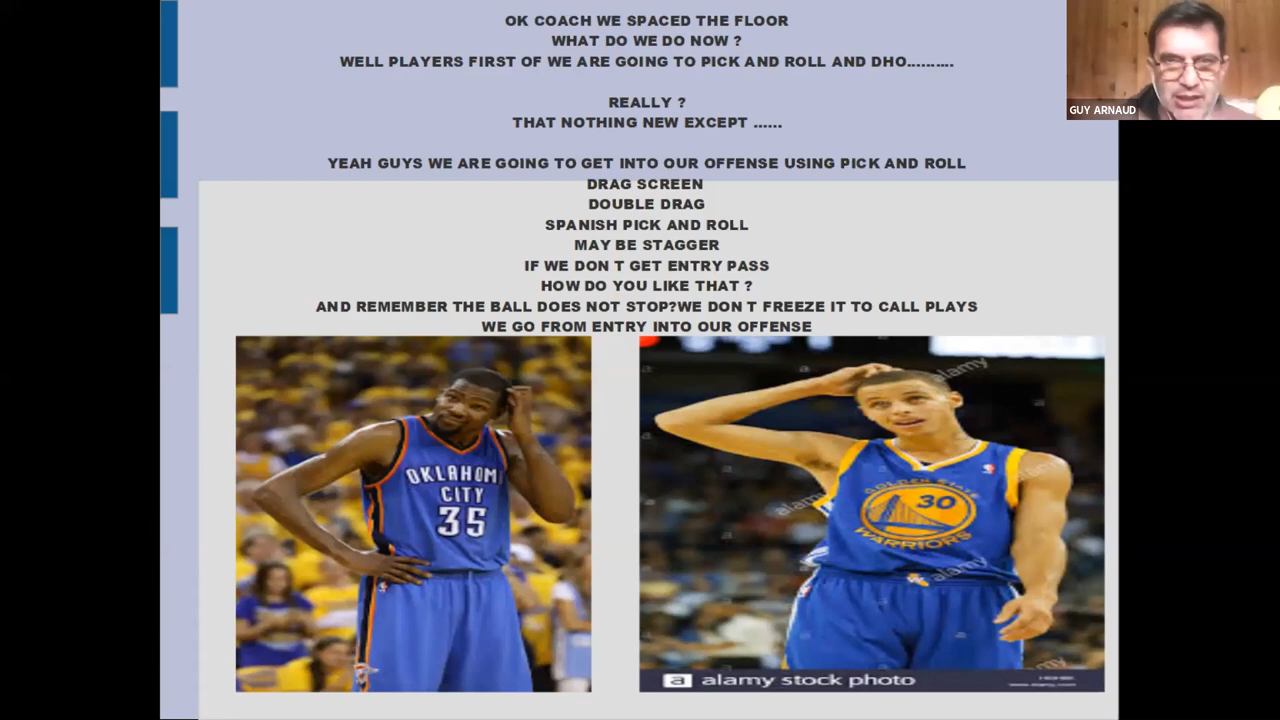 OK COACH WE SPACED THE FLOOR
WHAT DO WE DO NOW ?
WELL PLAYERS FIRST OF WE ARE GOING TO PICK AND ROLL AND DHO..........
REALLY ?
THAT NOTHING NEW EXCEPT ......
YEAH GUYS WE ARE GOING TO GET INTO OUR OFFENSE USING PICK AND ROLL
DRAG SCREEN
DOUBLE DRAG
SPANISH PICK AND ROLL
MAY BE STAGGER
IF WE DON T GET ENTRY PASS
HOW DO YOU LIKE THAT ?
AND REMEMBER THE BALL DOES NOT STOP?WE DON T FREEZE IT TO CALL PLAYS
WE GO FROM ENTRY INTO OUR OFFENSE
GUY ARNAUD
OKLAHOM
CITY
35
GOLDEN STATE
30
WARRIORS
alamy
alamy
alamy
alamy
a alamy stock photo